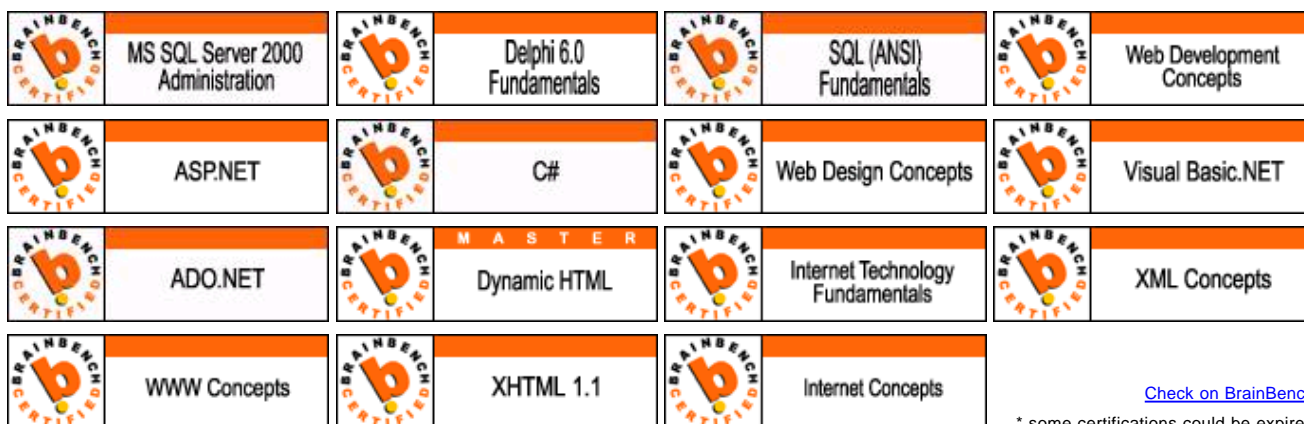 BRAINBENCH CERTIFIED
MS SQL Server 2000
Administration
BRAINBENCH CERTIFIED
Delphi 6.0
Fundamentals
BRAINBENCH CERTIFIED
SQL (ANSI)
Fundamentals
BRAINBENCH CERTIFIED
Web Development
Concepts
BRAINBENCH CERTIFIED
ASP.NET
BRAINBENCH CERTIFIED
C#
BRAINBENCH CERTIFIED
Web Design Concepts
BRAINBENCH CERTIFIED
Visual Basic.NET
BRAINBENCH CERTIFIED
ADO.NET
BRAINBENCH CERTIFIED
MASTER
Dynamic HTML
BRAINBENCH CERTIFIED
Internet Technology
Fundamentals
BRAINBENCH CERTIFIED
XML Concepts
BRAINBENCH CERTIFIED
WWW Concepts
BRAINBENCH CERTIFIED
XHTML 1.1
BRAINBENCH CERTIFIED
Internet Concepts
Check on BrainBenc
* some certifications could be expire